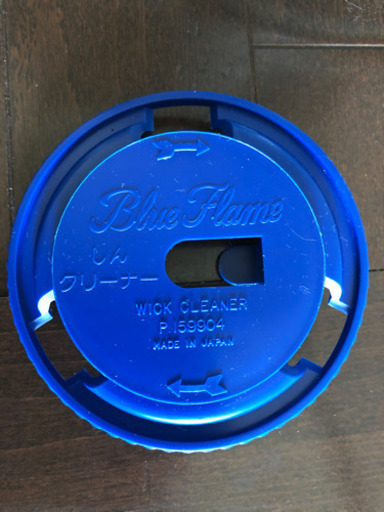 Blue Flame
しん
クリーナー
WICK CLEANER
P.159904
MADE IN JAPAN